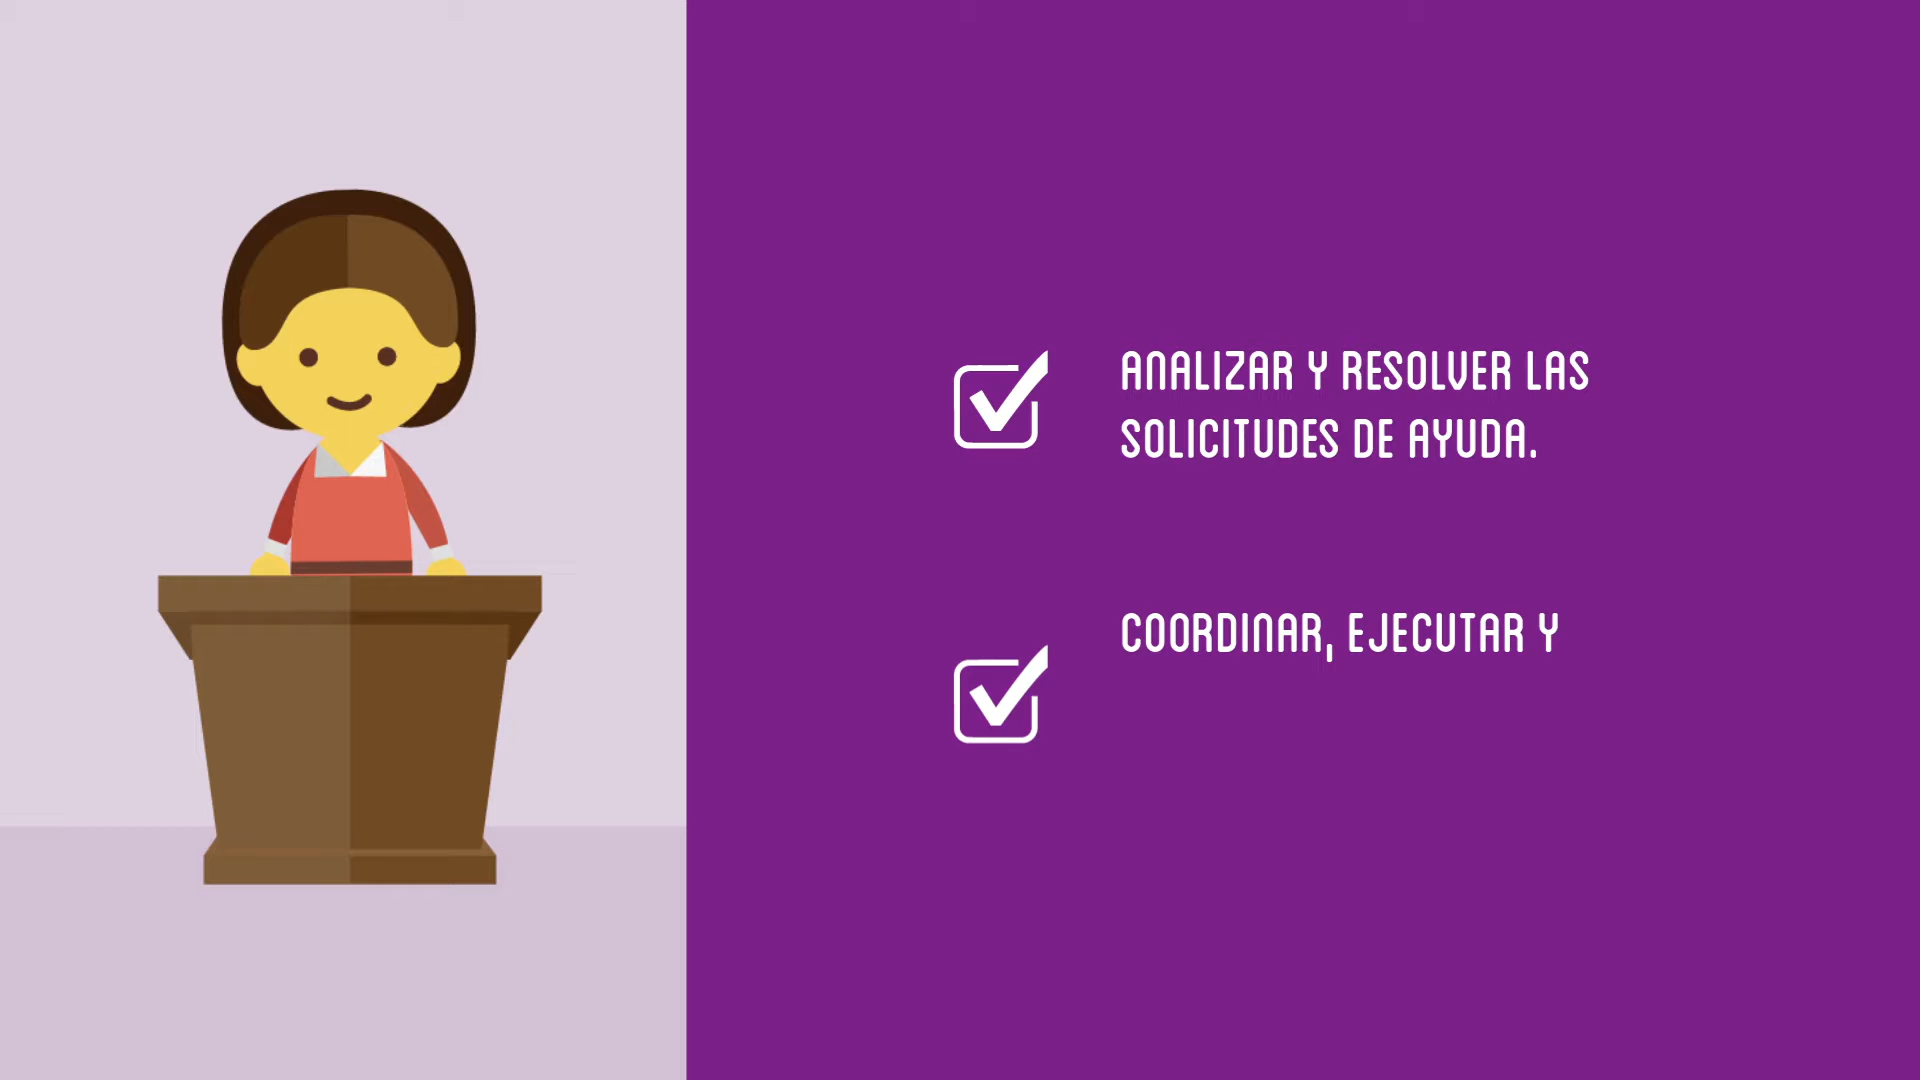 ANALIZAR Y RESOLVER LAS
SOLICITUDES DE AYUDA.
COORDINAR, EJECUTAR Y